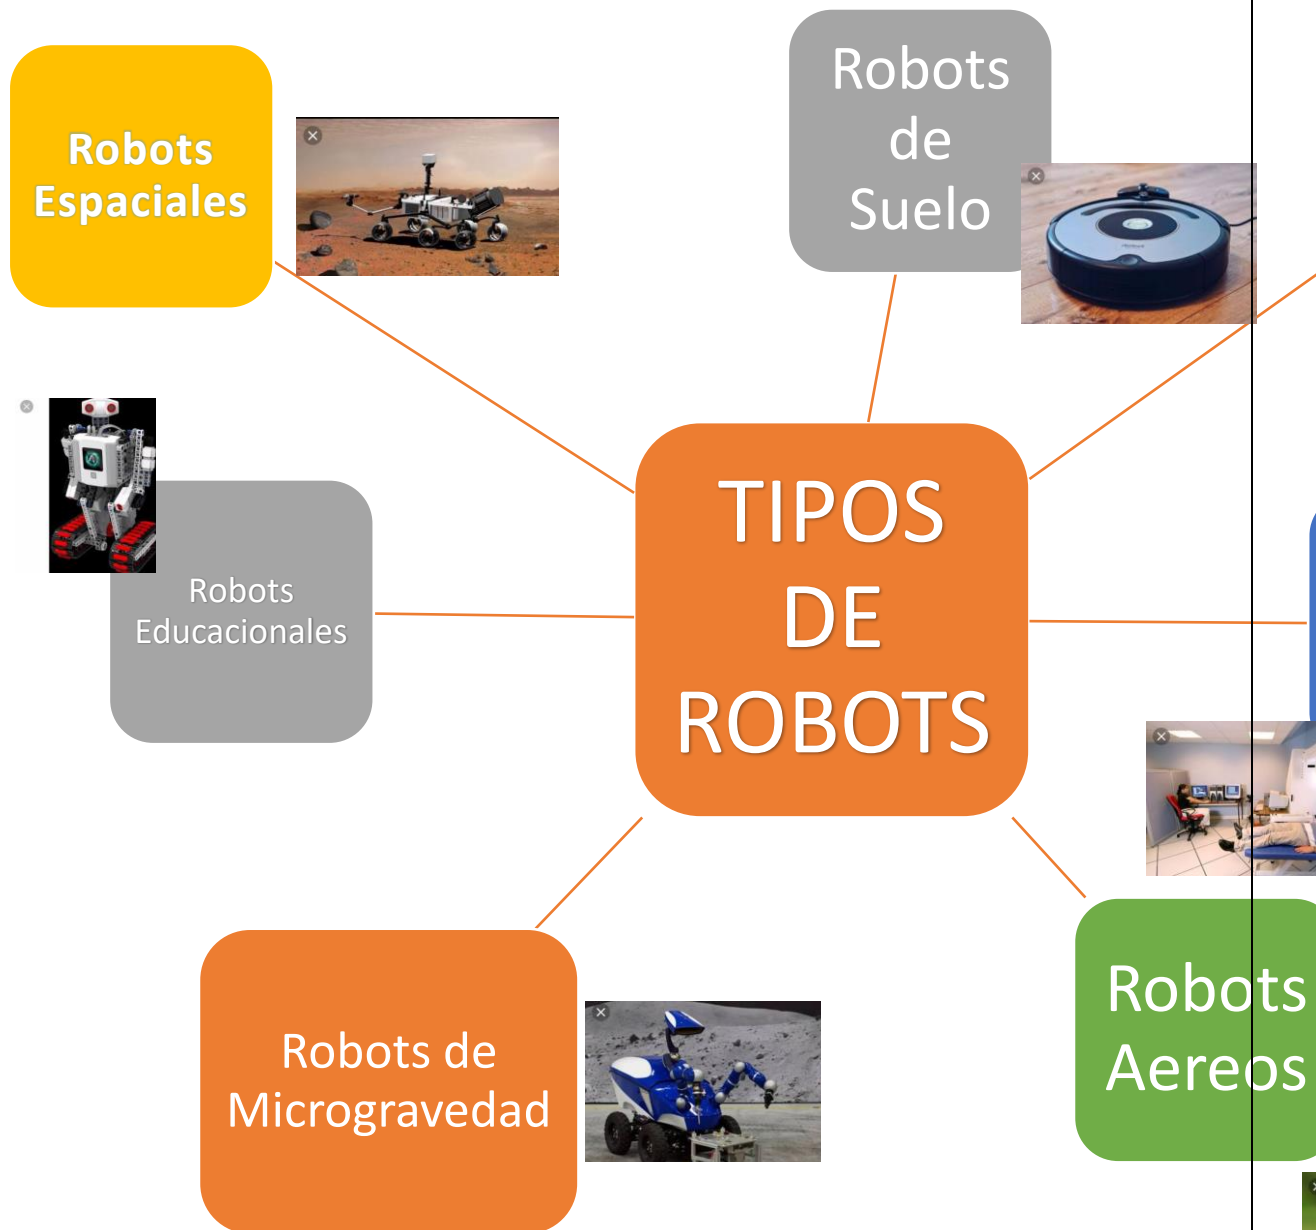 Robots
Espaciales
Robots
de
Suelo
TIPOS
DE
ROBOTS
Robots
Educacionales
Robots de
Microgravedad
Robots
Aereos